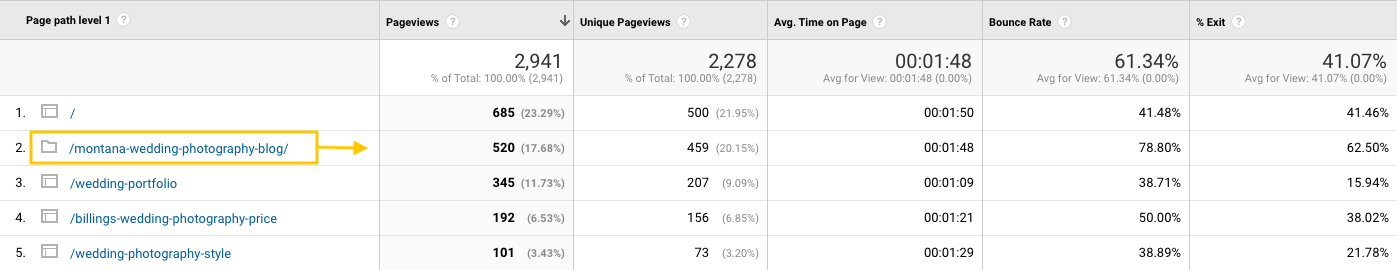 Page path level 1 ? Pageviews ? Unique Pageviews ? Avg. Time on Page ? Bounce Rate ? % Exit ?
2,941 2,278 00:01:48 61.34% 41.07%
% of Total: 100.00% (2,941) % of Total: 100.00% (2,278) Avg for View: 00:01:48 (0.00%) Avg for View: 61.34% (0.00%) Avg for View: 41.07% (0.00%)
1. / 685 (23.29%) 500 (21.95%) 00:01:50 41.48% 41.46%
2. /montana-wedding-photography-blog/ 520 (17.68%) 459 (20.15%) 00:01:48 78.80% 62.50%
3. /wedding-portfolio 345 (11.73%) 207 (9.09%) 00:01:09 38.71% 15.94%
4. /billings-wedding-photography-price 192 (6.53%) 156 (6.85%) 00:01:21 50.00% 38.02%
5. /wedding-photography-style 101 (3.43%) 73 (3.20%) 00:01:29 38.89% 21.78%